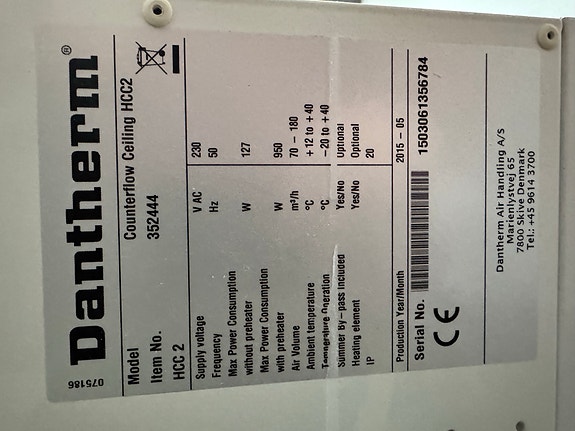 075186
Dantherm®
Model Counterflow Ceiling HCC2
Item No. 352444
HCC 2
Supply voltage V AC 230
Frequency Hz 50
Max Power Consumption
without preheater W 127
Max Power Consumption
with preheater W 950
Air Volume m³/h 70 - 180
Ambient temperature °C +12 to +40
Temperature Operation °C -20 to +40
Summer By-pass included Yes/No Optional
Heating element Yes/No Optional
IP 20
Production Year/Month 2015 - 05
Serial No. 1503061356784
CE
Dantherm Air Handling A/S
Marienlystvej 65
7800 Skive Denmark
Tel.: +45 9614 3700